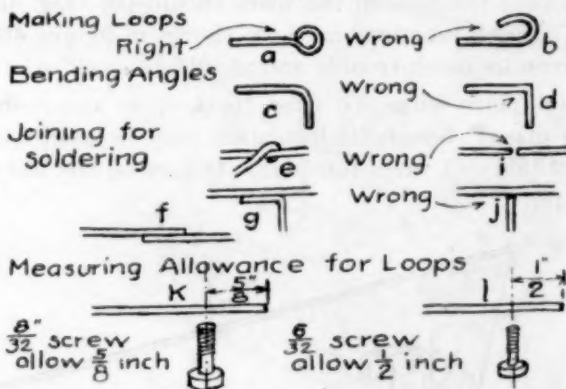 Making Loops
Right
a
Wrong
b
Bending Angles
c
Wrong
d
Joining for
Soldering
e
Wrong
i
f
g
Wrong
j
Measuring Allowance for Loops
k
5/8"
l
1/2"
8/32" screw
allow 5/8 inch
6/32 screw
allow 1/2 inch